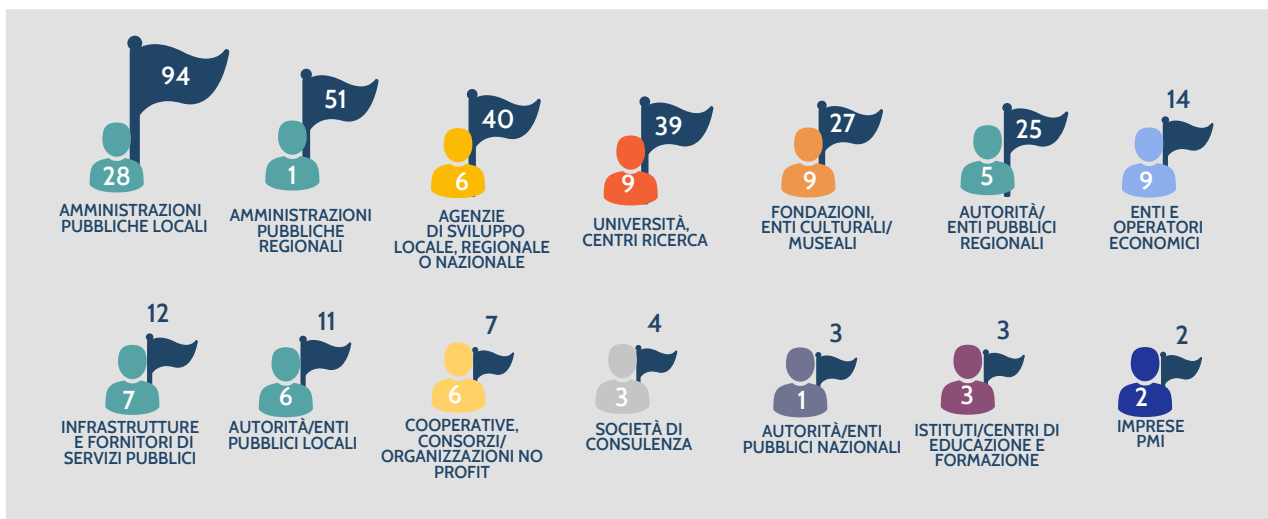 94
28
AMMINISTRAZIONI
PUBBLICHE LOCALI
51
1
AMMINISTRAZIONI
PUBBLICHE
REGIONALI
40
6
AGENZIE
DI SVILUPPO
LOCALE, REGIONALE
O NAZIONALE
39
9
UNIVERSITÀ,
CENTRI RICERCA
27
9
FONDAZIONI,
ENTI CULTURALI/
MUSEALI
25
5
AUTORITÀ/
ENTI PUBBLICI
REGIONALI
14
9
ENTI E
OPERATORI
ECONOMICI
12
7
INFRASTRUTTURE
E FORNITORI DI
SERVIZI PUBBLICI
11
6
AUTORITÀ/ENTI
PUBBLICI LOCALI
7
6
COOPERATIVE,
CONSORZI/
ORGANIZZAZIONI NO
PROFIT
4
3
SOCIETÀ DI
CONSULENZA
3
1
AUTORITÀ/ENTI
PUBBLICI NAZIONALI
3
3
ISTITUTI/CENTRI DI
EDUCAZIONE E
FORMAZIONE
2
2
IMPRESE
PMI